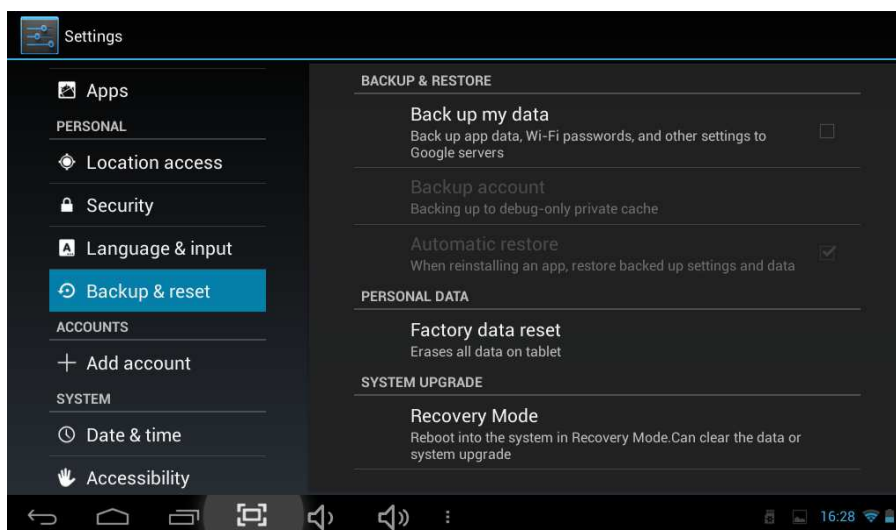 Settings
Apps
PERSONAL
Location access
Security
Language & input
Backup & reset
ACCOUNTS
Add account
SYSTEM
Date & time
Accessibility
BACKUP & RESTORE
Back up my data
Back up app data, Wi-Fi passwords, and other settings to
Google servers
Backup account
Backing up to debug-only private cache
Automatic restore
When reinstalling an app, restore backed up settings and data
PERSONAL DATA
Factory data reset
Erases all data on tablet
SYSTEM UPGRADE
Recovery Mode
Reboot into the system in Recovery Mode.Can clear the data or
system upgrade
16:28